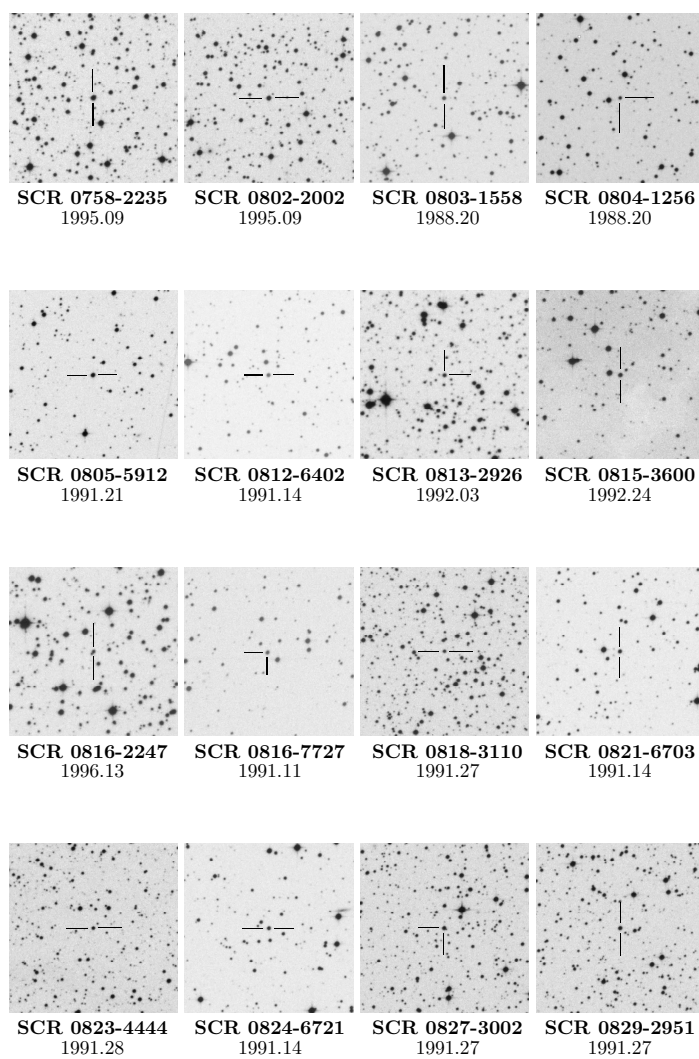 SCR 0758-2235 SCR 0802-2002 SCR 0803-1558 SCR 0804-1256
1995.09 1995.09 1988.20 1988.20
SCR 0805-5912 SCR 0812-6402 SCR 0813-2926 SCR 0815-3600
1991.21 1991.14 1992.03 1992.24
SCR 0816-2247 SCR 0816-7727 SCR 0818-3110 SCR 0821-6703
1996.13 1991.11 1991.27 1991.14
SCR 0823-4444 SCR 0824-6721 SCR 0827-3002 SCR 0829-2951
1991.28 1991.14 1991.27 1991.27